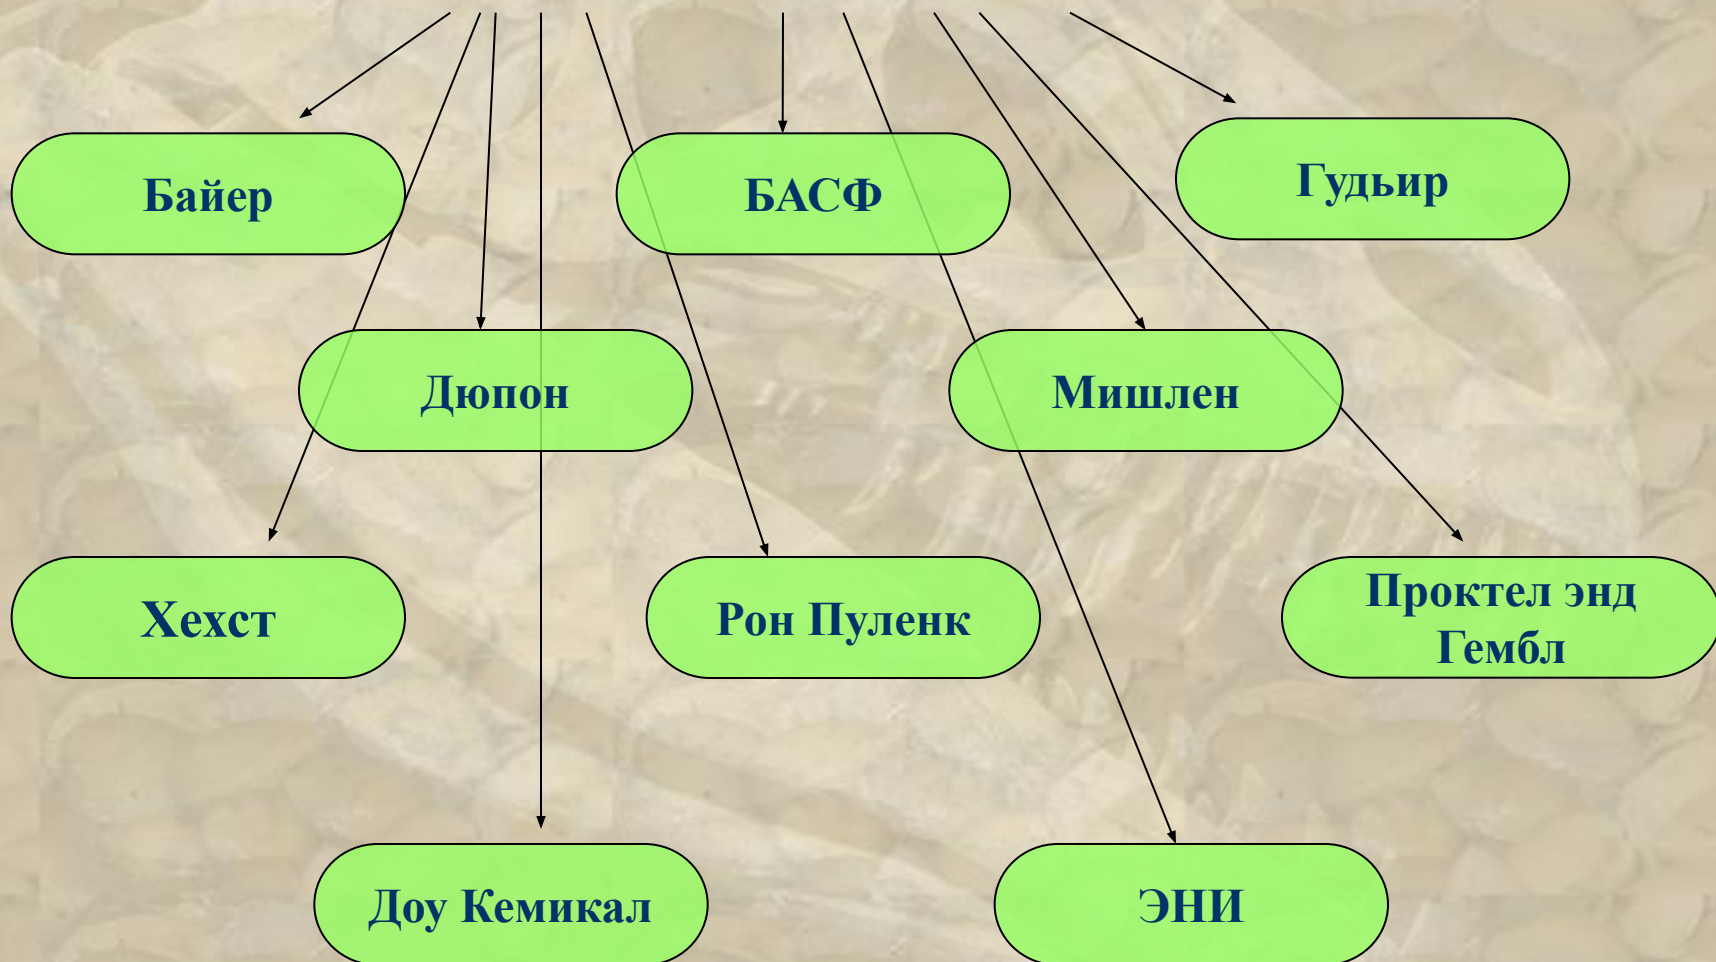 Байер
БАСФ
Гудьир
Дюпон
Мишлен
Хехст
Рон Пуленк
Проктел энд
Гембл
Доу Кемикал
ЭНИ